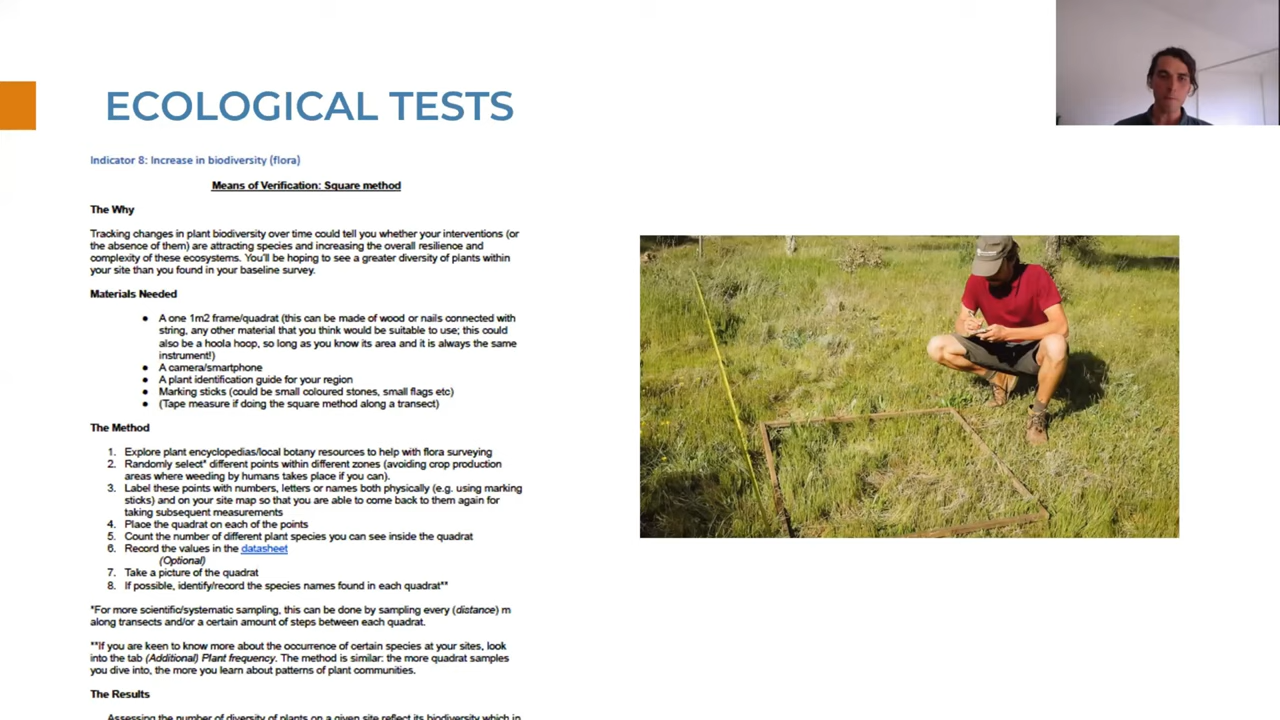 ECOLOGICAL TESTS
Indicator 8: Increase in biodiversity (flora)
Means of Verification: Square method
The Why
Tracking changes in plant biodiversity over time could tell you whether your interventions (or
the absence of them) are attracting species and increasing the overall resilience and
complexity of these ecosystems. You'll be hoping to see a greater diversity of plants within
your site than you found in your baseline survey.
Materials Needed
● A one 1m2 frame/quadrat (this can be made of wood or nails connected with
string, any other material that you think would be suitable to use; this could
also be a hoola hoop, so long as you know its area and it is always the same
instrument!)
● A camera/smartphone
● A plant identification guide for your region
● Marking sticks (could be small coloured stones, small flags etc)
● (Tape measure if doing the square method along a transect)
The Method
1. Explore plant encyclopedias/local botany resources to help with flora surveying
2. Randomly select* different points within different zones (avoiding crop production
areas where weeding by humans takes place if you can).
3. Label these points with numbers, letters or names both physically (e.g. using marking
sticks) and on your site map so that you are able to come back to them again for
taking subsequent measurements
4. Place the quadrat on each of the points
5. Count the number of different plant species you can see inside the quadrat
6. Record the values in the datasheet
(Optional)
7. Take a picture of the quadrat
8. If possible, identify/record the species names found in each quadrat**
*For more scientific/systematic sampling, this can be done by sampling every (distance) m
along transects and/or a certain amount of steps between each quadrat.
**If you are keen to know more about the occurrence of certain species at your sites, look
into the tab (Additional) Plant frequency. The method is similar: the more quadrat samples
you dive into, the more you learn about patterns of plant communities.
The Results
Assessing the number of diversity of plants on a given site reflect its biodiversity which in